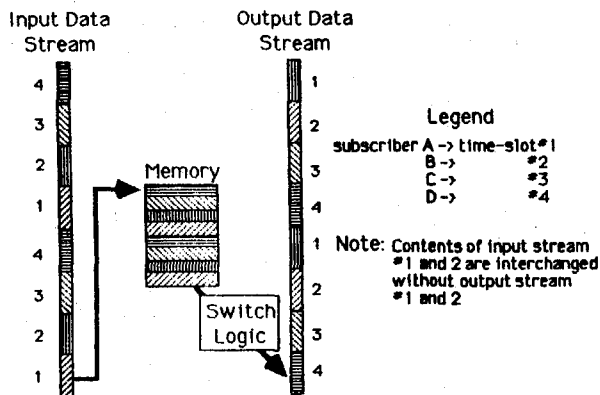 Input Data
Stream
4
3
2
1
4
3
2
1
Memory
Switch
Logic
Output Data
Stream
1
2
3
4
1
2
3
4
Legend
subscriber A -> time-slot #1
B -> #2
C -> #3
D -> #4
Note: Contents of input stream
#1 and 2 are interchanged
without output stream
#1 and 2